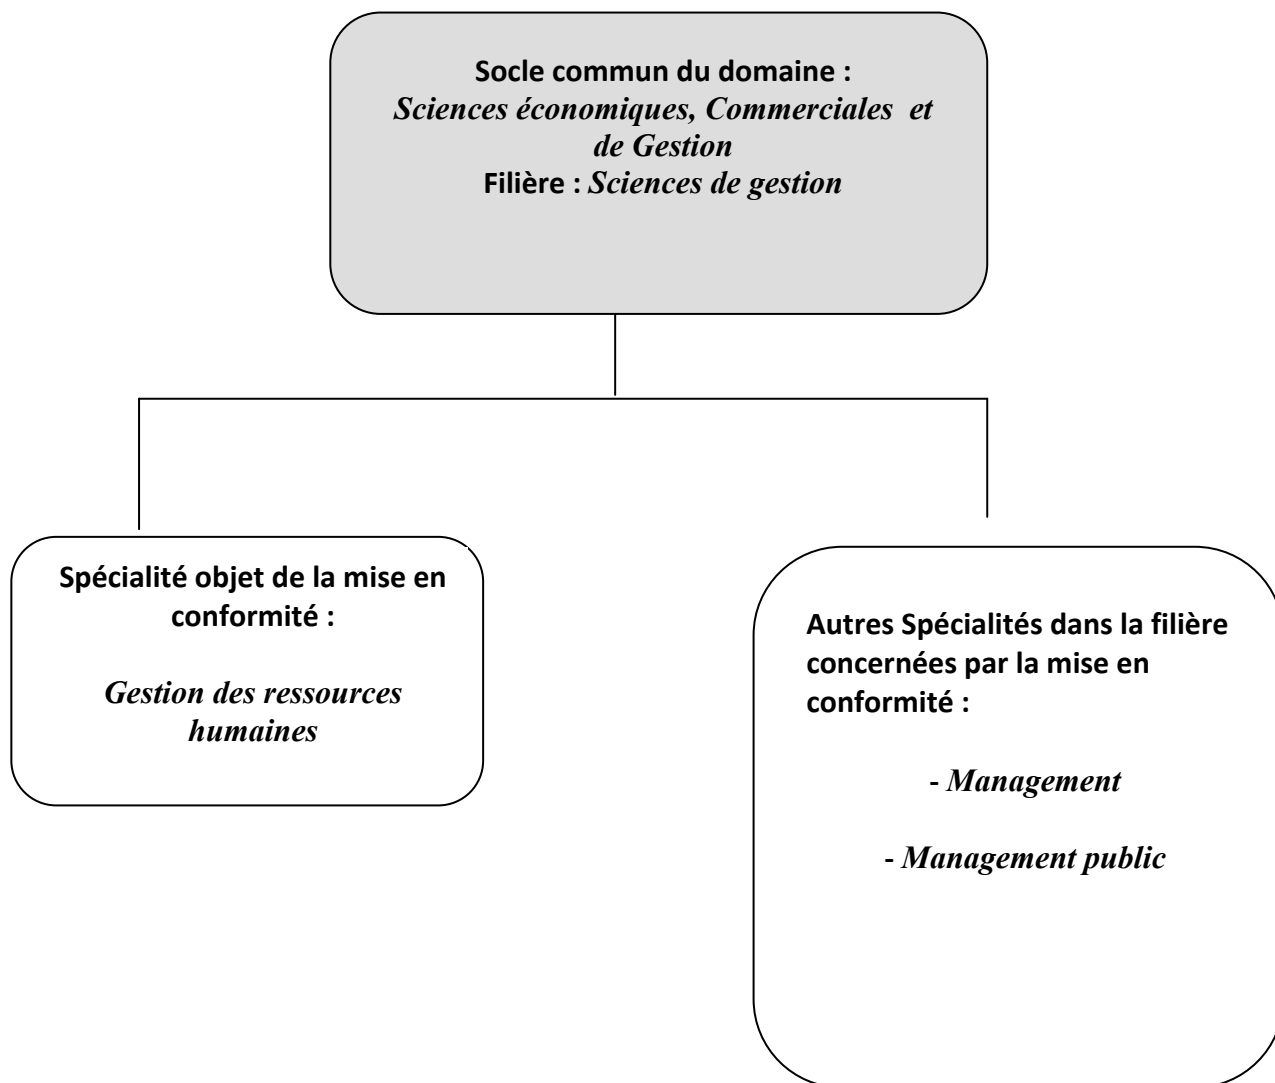 Socle commun du domaine :
Sciences économiques, Commerciales et
de Gestion
Filière : Sciences de gestion
Spécialité objet de la mise en
conformité :
Gestion des ressources
humaines
Autres Spécialités dans la filière
concernées par la mise en
conformité :
- Management
- Management public